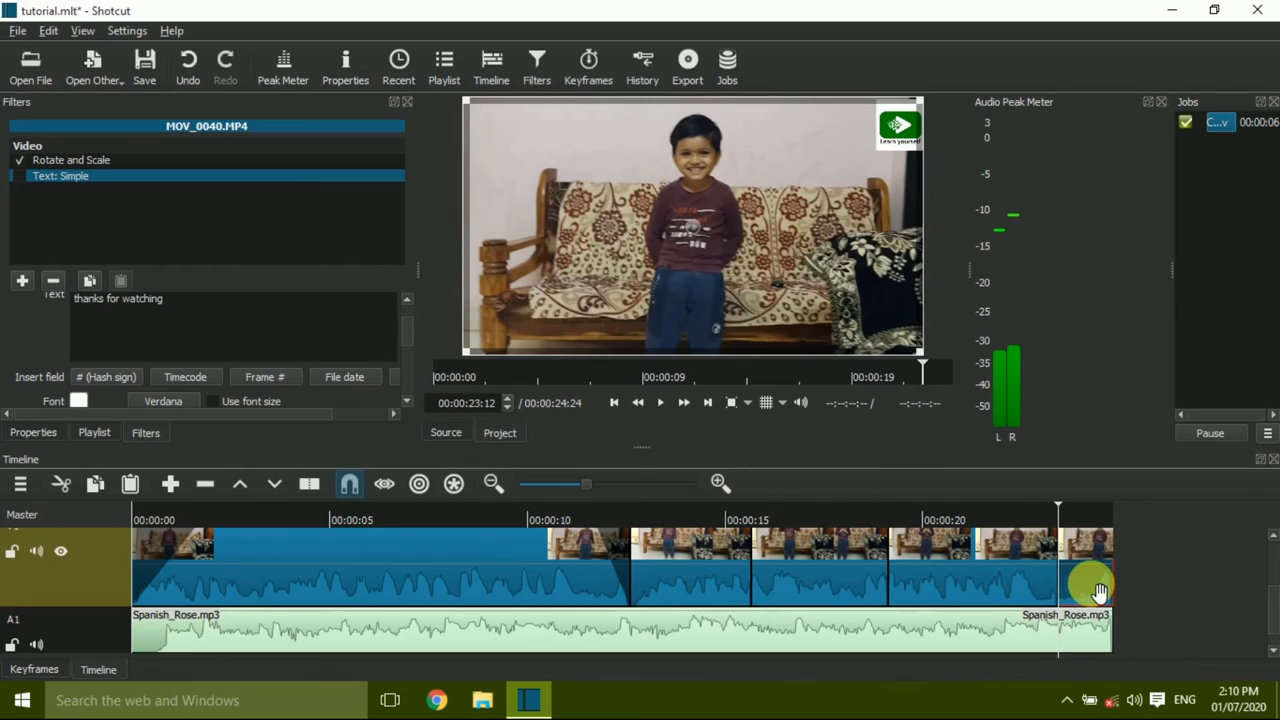 tutorial.mlt* - Shotcut
File Edit View Settings Help
Open File Open Other.. Save Undo Redo Peak Meter Properties Recent Playlist Timeline Filters Keyframes History Export Jobs
Filters
Audio Peak Meter
Jobs
MOV_0040.MP4
Video
Rotate and Scale
Text: Simple
Learn yourself
C...v 00:00:06
3
0
-5
-10
-15
-20
-25
-30
-35
-40
-50
L R
Text
thanks for watching
Insert field # (Hash sign) Timecode Frame # File date
Font Verdana Use font size
00:00:00 00:00:09 00:00:19
00:00:23:12 / 00:00:24:24 --:--:--:-- / --:--:--:--
Properties Playlist Filters
Source Project
Pause
Timeline
Master
00:00:00 00:00:05 00:00:10 00:00:15 00:00:20
A1
Spanish_Rose.mp3 Spanish_Rose.mp3
Keyframes Timeline
Search the web and Windows
ENG
2:10 PM
01/07/2020